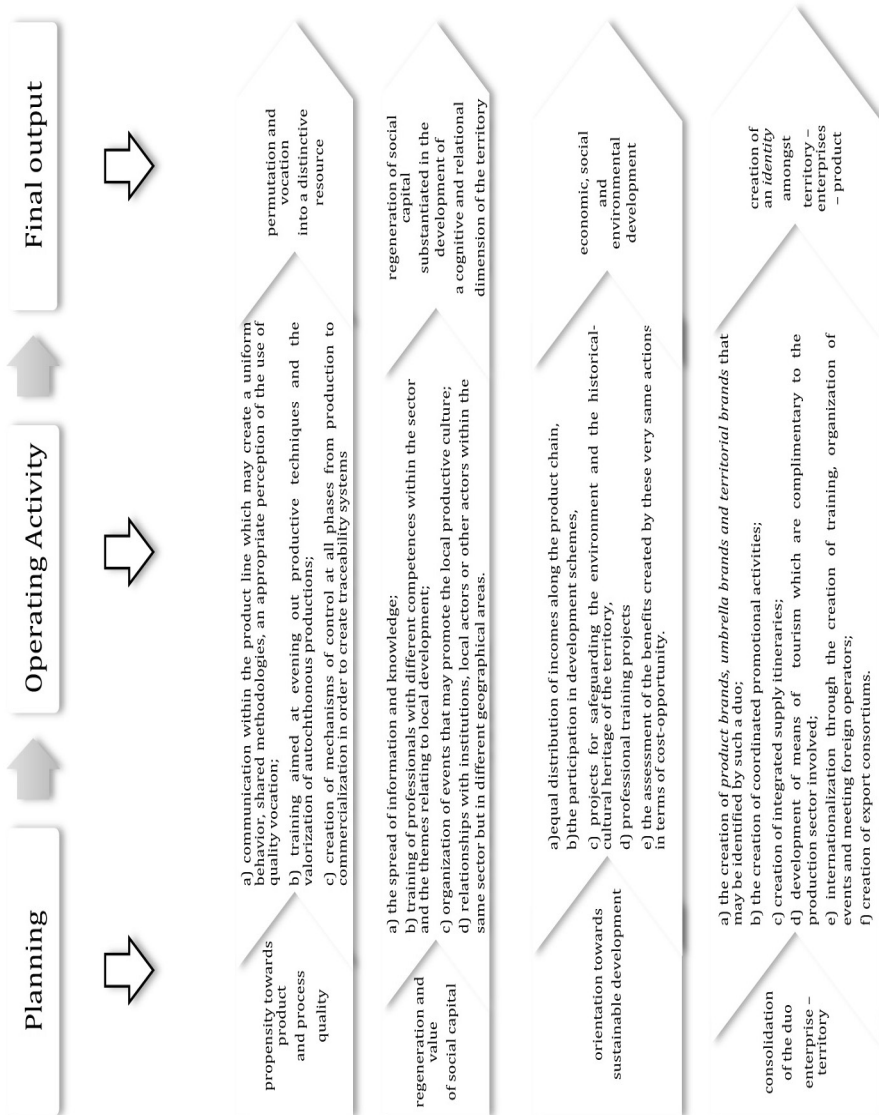 Planning
Operating Activity
Final output
propensity towards
product
and process
quality
a) communication within the product line which may create a uniform
behavior, shared methodologies, an appropriate perception of the use of
quality vocation;
b) training aimed at evening out productive techniques and the
valorization of autochthonous productions;
c) creation of mechanisms of control at all phases from production to
commercialization in order to create traceability systems
permutation and
vocation
into a distinctive
resource
regeneration and
value
of social capital
a) the spread of information and knowledge;
b) training of professionals with different competences within the sector
and the themes relating to local development;
c) organization of events that may promote the local productive culture;
d) relationships with institutions, local actors or other actors within the
same sector but in different geographical areas.
regeneration of social
capital
substantiated in the
development of
a cognitive and relational
dimension of the territory
orientation towards
sustainable development
a)equal distribution of incomes along the product chain,
b)the participation in development schemes,
c) projects for safeguarding the environment and the historical-
cultural heritage of the territory,
d) professional training projects
e) the assessment of the benefits created by these very same actions
in terms of cost-opportunity.
economic, social
and
environmental
development
consolidation
of the duo
enterprise –
territory
a) the creation of product brands, umbrella brands and territorial brands that
may be identified by such a duo;
b) the creation of coordinated promotional activities;
c) creation of integrated supply itineraries;
d) development of means of tourism which are complimentary to the
production sector involved;
e) internationalization through the creation of training, organization of
events and meeting foreign operators;
f) creation of export consortiums.
creation of
an identity
amongst
territory –
enterprises
– product